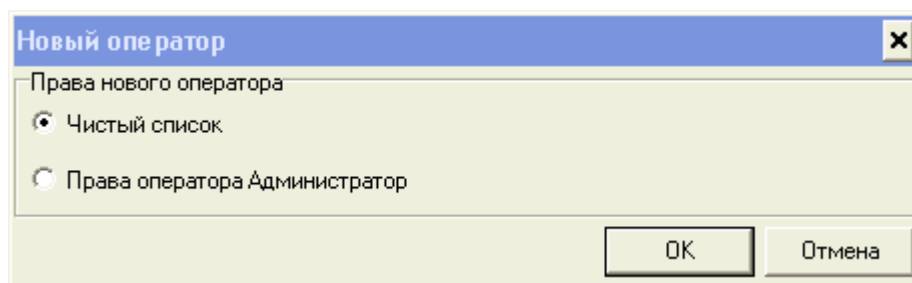 Новый оператор
Права нового оператора
Чистый список
Права оператора Администратор
OK Отмена